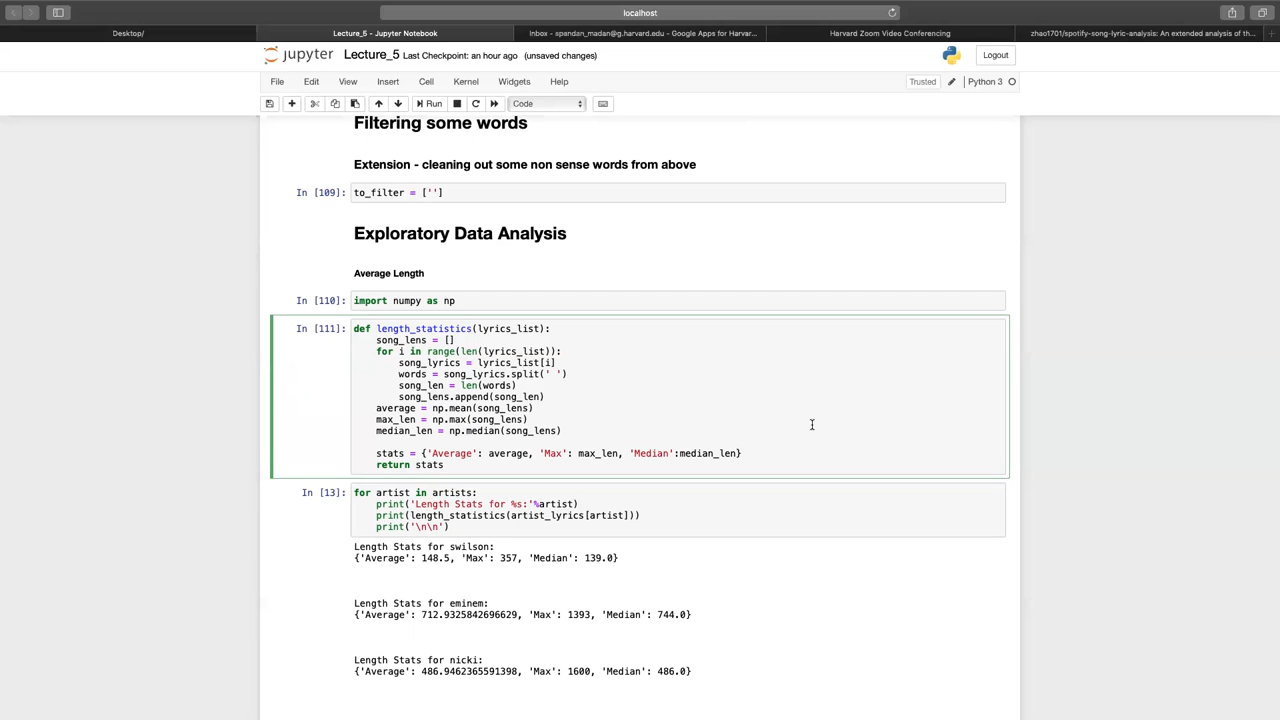 localhost
Desktop/
Lecture_5 - Jupyter Notebook
Inbox - spandan_madan@g.harvard.edu - Google Apps for Harvar...
Harvard Zoom Video Conferencing
zhao1701/spotify-song-lyric-analysis: An extended analysis of th...
jupyter Lecture_5 Last Checkpoint: an hour ago (unsaved changes)
Logout
File Edit View Insert Cell Kernel Widgets Help
Trusted
Python 3
Run
Code
Filtering some words
Extension - cleaning out some non sense words from above
In [109]: to_filter = ['']
Exploratory Data Analysis
Average Length
In [110]: import numpy as np
In [111]: def length_statistics(lyrics_list):
song_lens = []
for i in range(len(lyrics_list)):
song_lyrics = lyrics_list[i]
words = song_lyrics.split(' ')
song_len = len(words)
song_lens.append(song_len)
average = np.mean(song_lens)
max_len = np.max(song_lens)
median_len = np.median(song_lens)
stats = {'Average': average, 'Max': max_len, 'Median':median_len}
return stats
In [13]: for artist in artists:
print('Length Stats for %s:'%artist)
print(length_statistics(artist_lyrics[artist]))
print('\n\n')
Length Stats for swilson:
{'Average': 148.5, 'Max': 357, 'Median': 139.0}
Length Stats for eminem:
{'Average': 712.9325842696629, 'Max': 1393, 'Median': 744.0}
Length Stats for nicki:
{'Average': 486.9462365591398, 'Max': 1600, 'Median': 486.0}